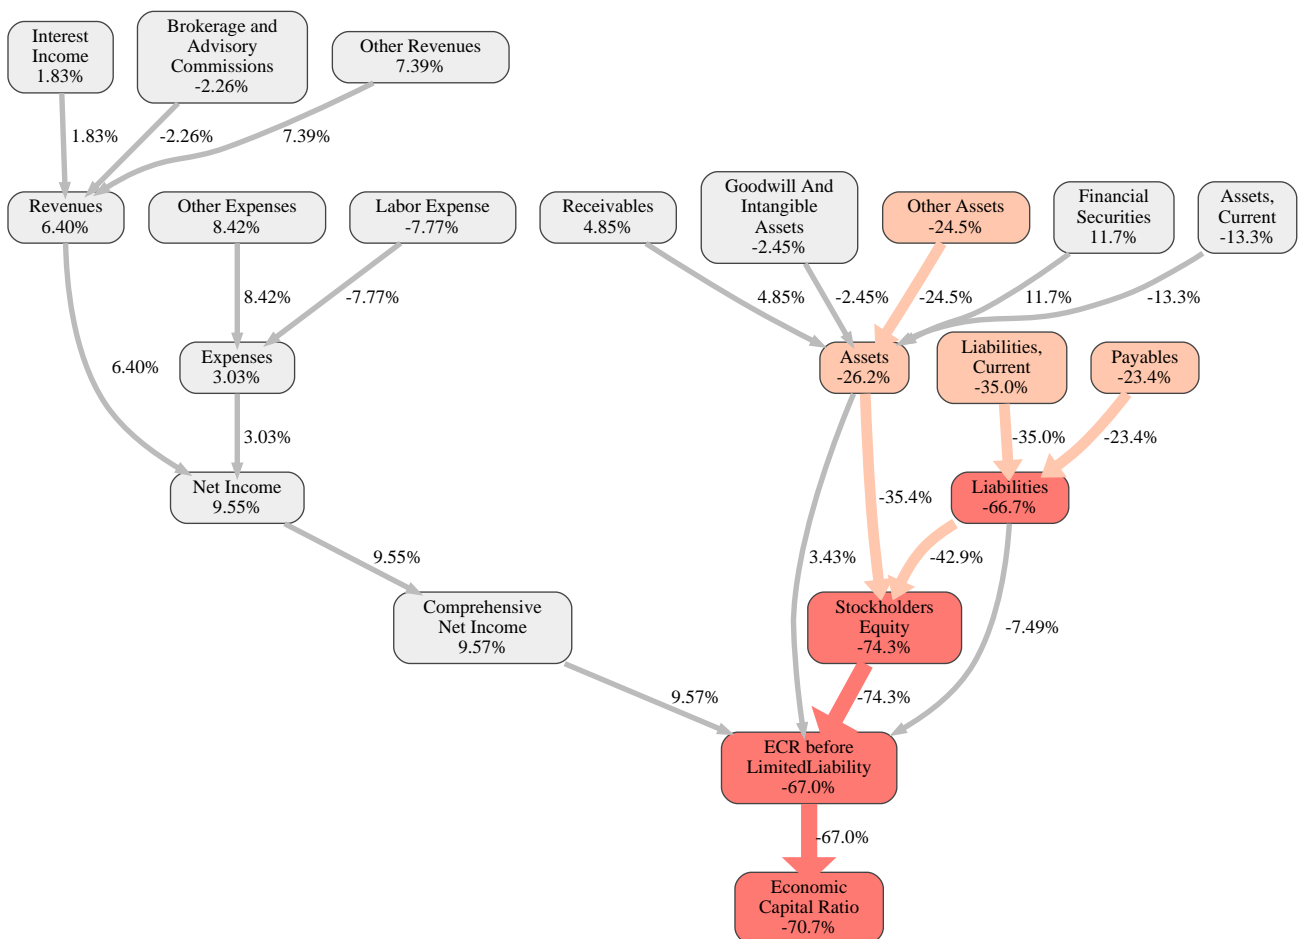 Interest
Income
1.83%
Brokerage and
Advisory
Commissions
-2.26%
Other Revenues
7.39%
1.83%
-2.26%
7.39%
Revenues
6.40%
Other Expenses
8.42%
Labor Expense
-7.77%
Receivables
4.85%
Goodwill And
Intangible
Assets
-2.45%
Other Assets
-24.5%
Financial
Securities
11.7%
Assets,
Current
-13.3%
8.42%
-7.77%
4.85%
-2.45%
-24.5%
11.7%
-13.3%
6.40%
Expenses
3.03%
Assets
-26.2%
Liabilities,
Current
-35.0%
Payables
-23.4%
3.03%
-35.0%
-23.4%
Net Income
9.55%
-35.4%
Liabilities
-66.7%
9.55%
3.43%
-42.9%
Comprehensive
Net Income
9.57%
Stockholders
Equity
-74.3%
-7.49%
9.57%
-74.3%
ECR before
LimitedLiability
-67.0%
-67.0%
Economic
Capital Ratio
-70.7%